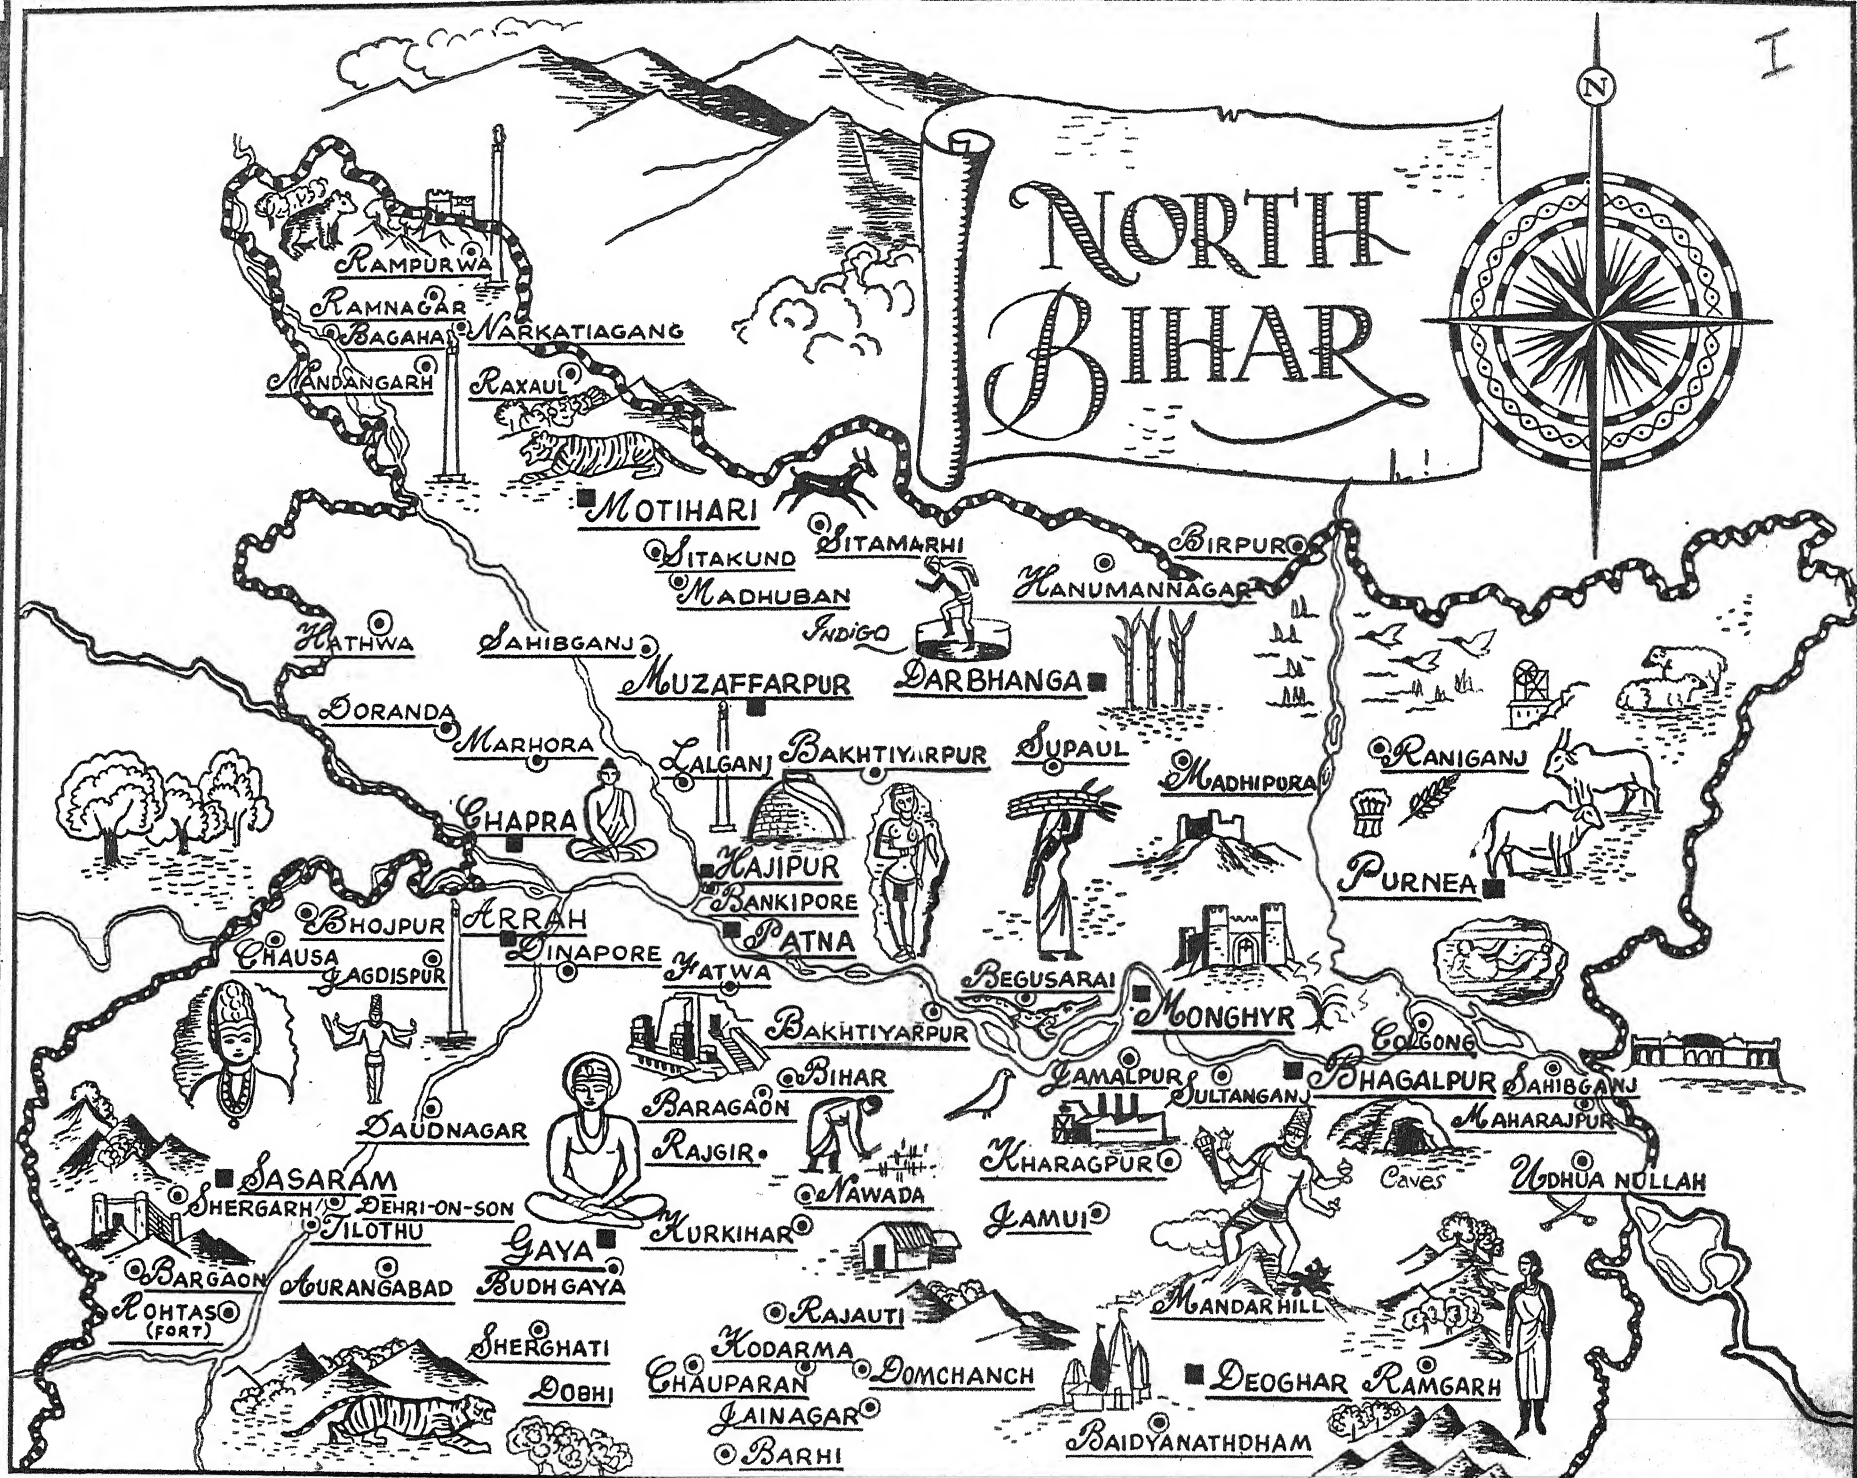 I
N
NORTH
BIHAR
RAMPURWA
RAMNAGAR
BAGAHA
NARKATIAGANG
NANDANGARH
RAXAUL
MOTIHARI
SITAKUND
SITAMARHI
MADHUBAN
BIRPUR
HANUMANNAGAR
INDIGO
HATHWA
SAHIBGANJ
MUZAFFARPUR
DARBHANGA
DORANDA
MARHORA
LALGANJ
BAKHTIYARPUR
SUPAUL
MADHIPURA
RANIGANJ
CHAPRA
HAJIPUR
BANKIPORE
PURNEA
BHOJPUR
ARRAH
PATNA
CHAUSA
JAGDISPUR
DINAPORE
FATWA
BEGUSARAI
MONGHYR
BAKHTIYARPUR
COLGONG
BIHAR
JAMALPUR
SULTANGANJ
BHAGALPUR
SAHIBGANJ
BARAGAON
MAHARAJPUR
DAUDNAGAR
RAJGIR
KHARAGPUR
CAVES
UDHUA NULLAH
SASARAM
SHERGARH
DEHRI-ON-SON
TILOTHU
NAWADA
KURKIHAR
JAMUI
GAYA
BUDH GAYA
BARGAON
AURANGABAD
ROHTAS
(FORT)
RAJAUTI
MANDAR HILL
SHERGHATI
KODARMA
DOBHI
CHAUPARAN
DOMCHANCH
DEOGHAR
RAMGARH
JAINAGAR
BAIDYANATHDHAM
BARHI